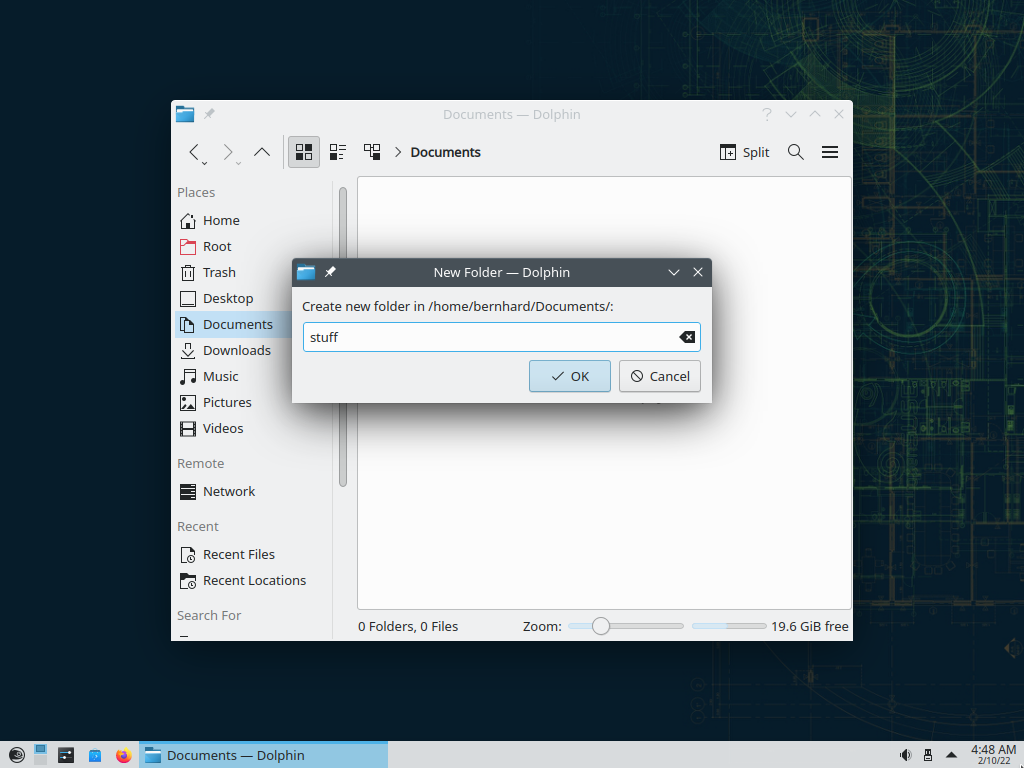 Documents — Dolphin
Documents
Split
Places
Home
Root
Trash
Desktop
Documents
Downloads
Music
Pictures
Videos
Remote
Network
Recent
Recent Files
Recent Locations
Search For
New Folder — Dolphin
Create new folder in /home/bernhard/Documents/:
stuff
OK
Cancel
0 Folders, 0 Files
Zoom:
19.6 GiB free
Documents — Dolphin
4:48 AM
2/10/22